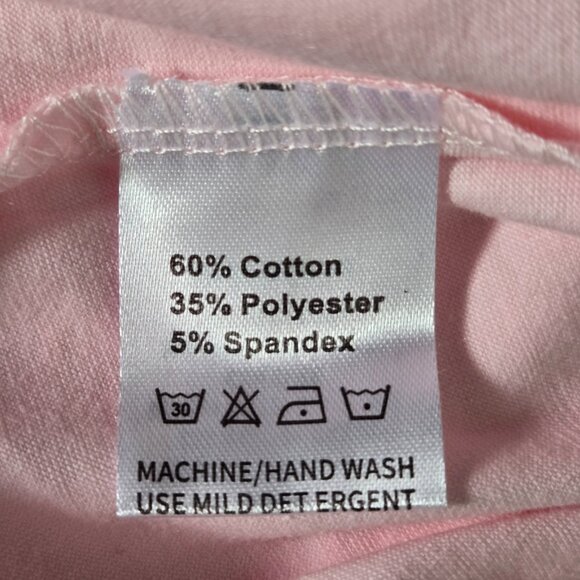 60% Cotton
35% Polyester
5% Spandex
30
MACHINE/HAND WASH
USE MILD DET ERGENT